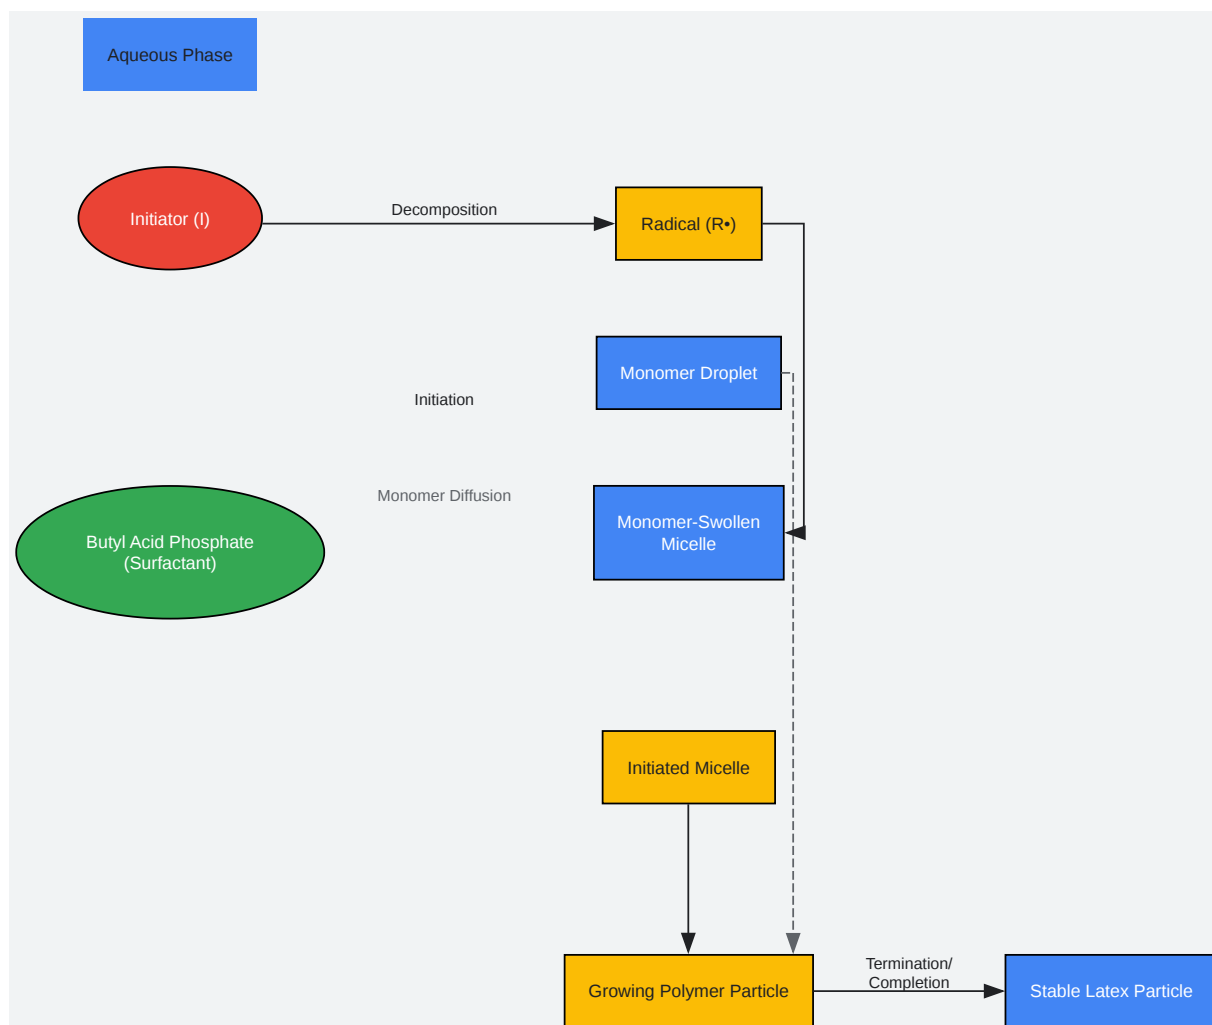 Aqueous Phase
Initiator (I)
Decomposition
Radical (R•)
Monomer Droplet
Initiation
Monomer Diffusion
Monomer-Swollen
Micelle
Butyl Acid Phosphate
(Surfactant)
Initiated Micelle
Growing Polymer Particle
Termination/
Completion
Stable Latex Particle